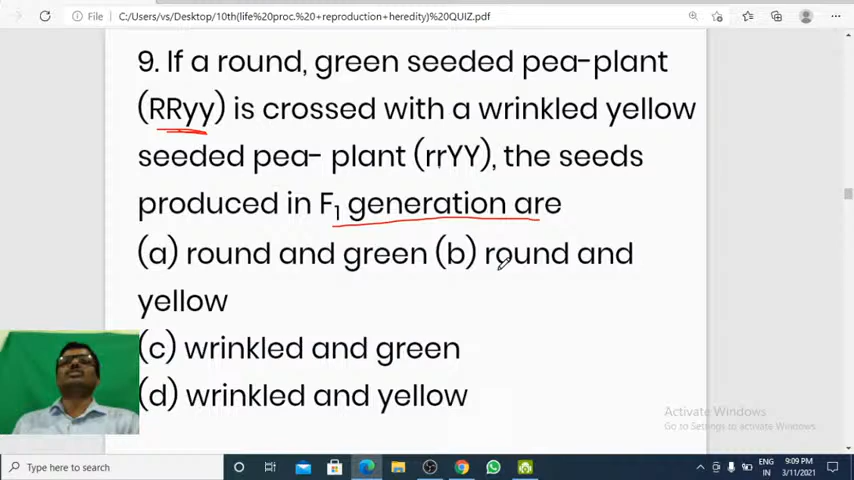 File
C:/Users/vs/Desktop/10th(life%20proc.%20+reproduction+heredity)%20QUIZ.pdf
9. If a round, green seeded pea-plant
(RRyy) is crossed with a wrinkled yellow
seeded pea- plant (rrYY), the seeds
produced in F1 generation are
(a) round and green (b) round and
yellow
(c) wrinkled and green
(d) wrinkled and yellow
Activate Windows
Go to Settings to activate Windows.
Type here to search
ENG
IN
9:09 PM
3/11/2021